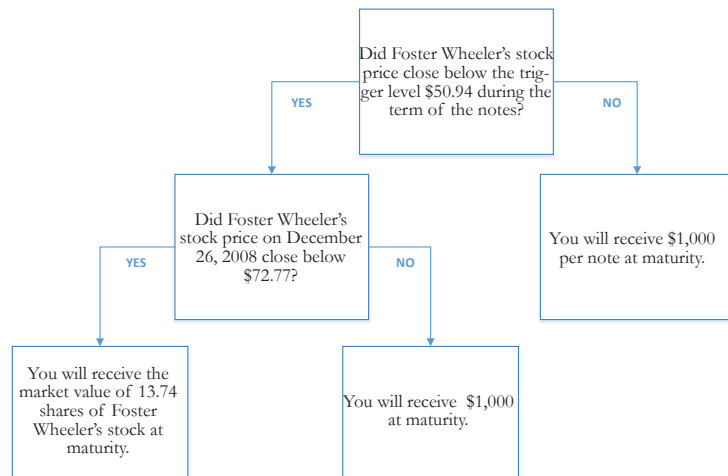 Did Foster Wheeler's stock
price close below the trig-
ger level $50.94 during the
term of the notes?
YES
NO
Did Foster Wheeler's
stock price on December
26, 2008 close below
$72.77?
You will receive $1,000
per note at maturity.
YES
NO
You will receive the
market value of 13.74
shares of Foster
Wheeler's stock at
maturity.
You will receive $1,000
at maturity.